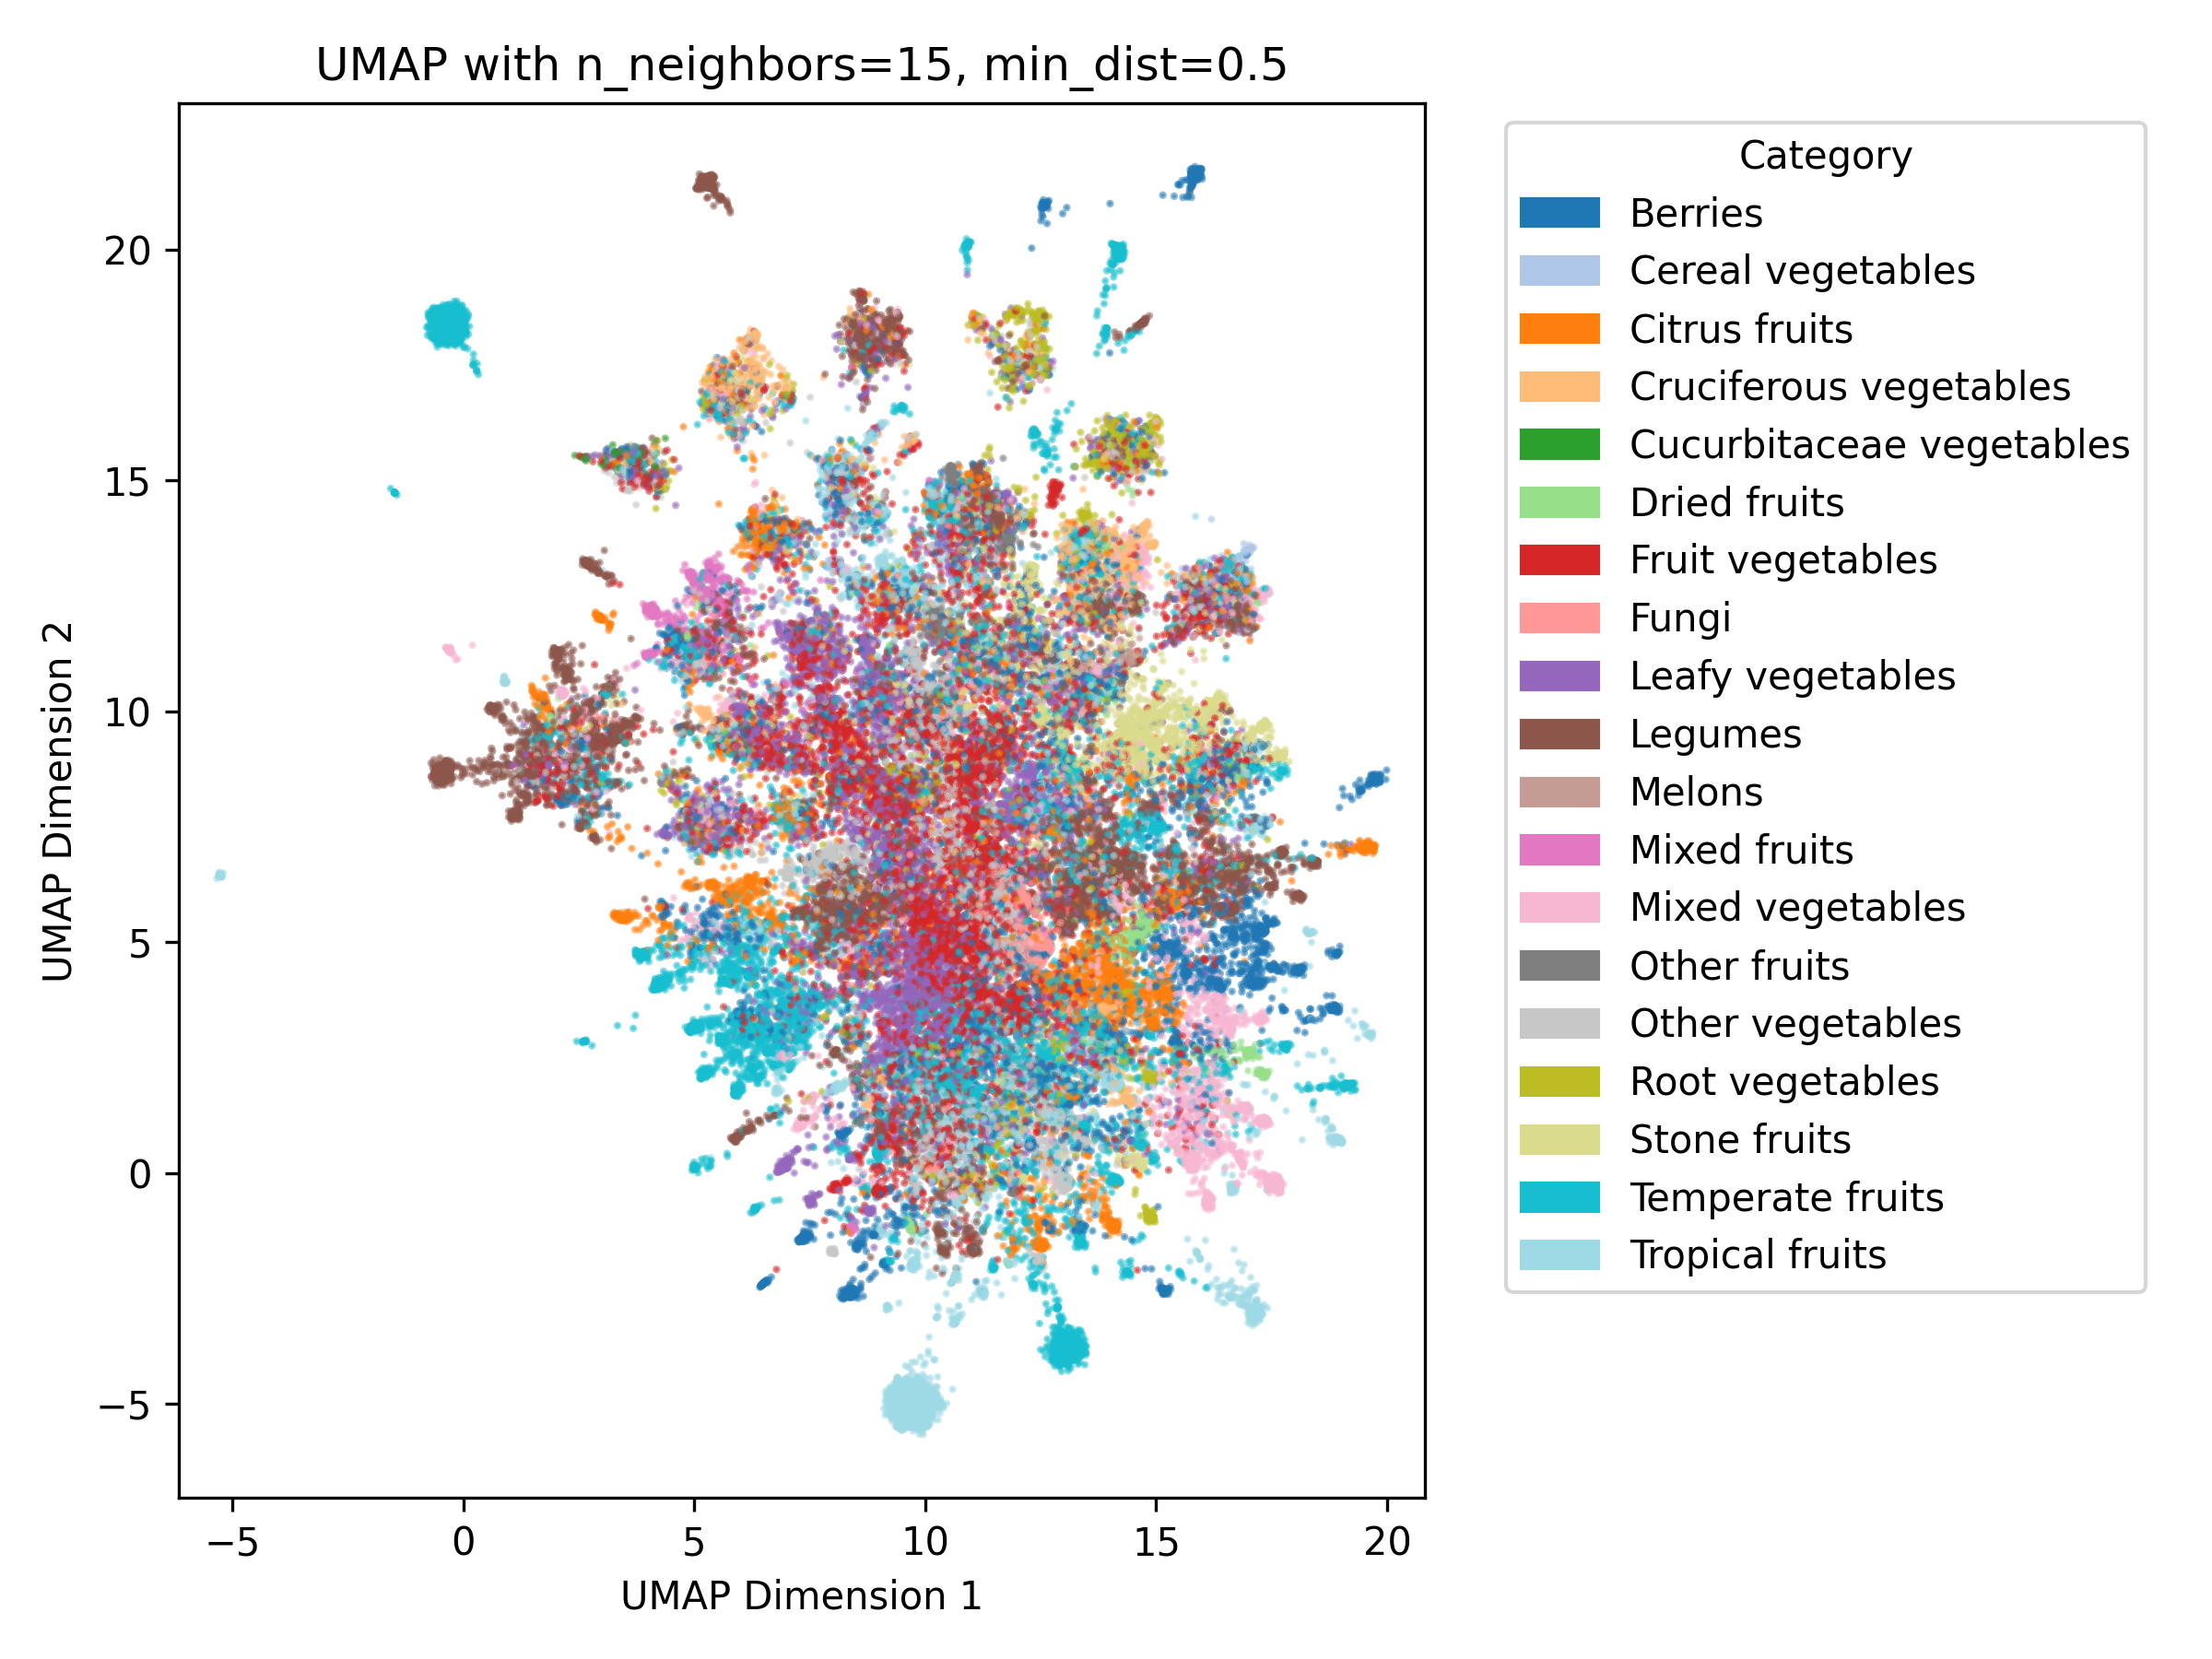 UMAP with n_neighbors=15, min_dist=0.5
UMAP Dimension 2
20
15
10
5
0
−5
−5
0
5
10
15
20
UMAP Dimension 1
Category
Berries
Cereal vegetables
Citrus fruits
Cruciferous vegetables
Cucurbitaceae vegetables
Dried fruits
Fruit vegetables
Fungi
Leafy vegetables
Legumes
Melons
Mixed fruits
Mixed vegetables
Other fruits
Other vegetables
Root vegetables
Stone fruits
Temperate fruits
Tropical fruits